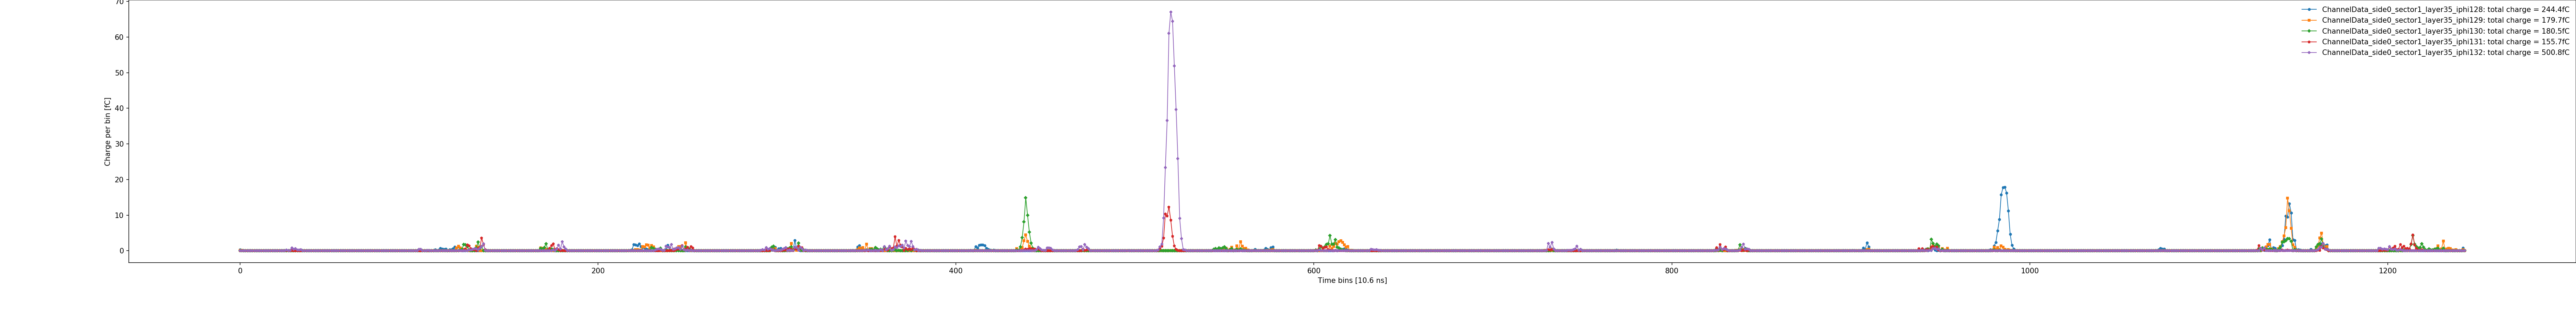 70
60
50
40
30
20
10
0
Charge per bin [fC]
ChannelData_side0_sector1_layer35_iphi128: total charge = 244.4fC
ChannelData_side0_sector1_layer35_iphi129: total charge = 179.7fC
ChannelData_side0_sector1_layer35_iphi130: total charge = 180.5fC
ChannelData_side0_sector1_layer35_iphi131: total charge = 155.7fC
ChannelData_side0_sector1_layer35_iphi132: total charge = 500.8fC
0 200 400 600 800 1000 1200
Time bins [10.6 ns]